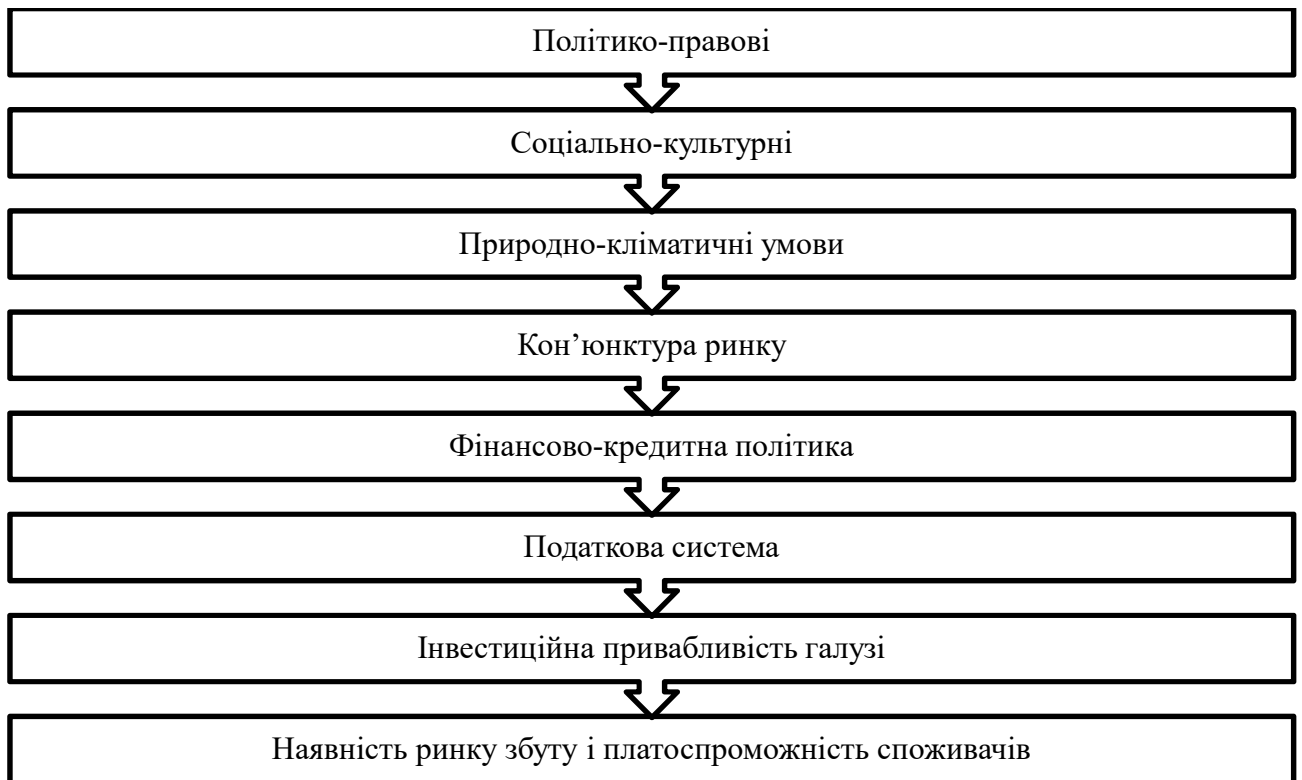 Політико-правові
Соціально-культурні
Природно-кліматичні умови
Кон’юнктура ринку
Фінансово-кредитна політика
Податкова система
Інвестиційна привабливість галузі
Наявність ринку збуту і платоспроможність споживачів